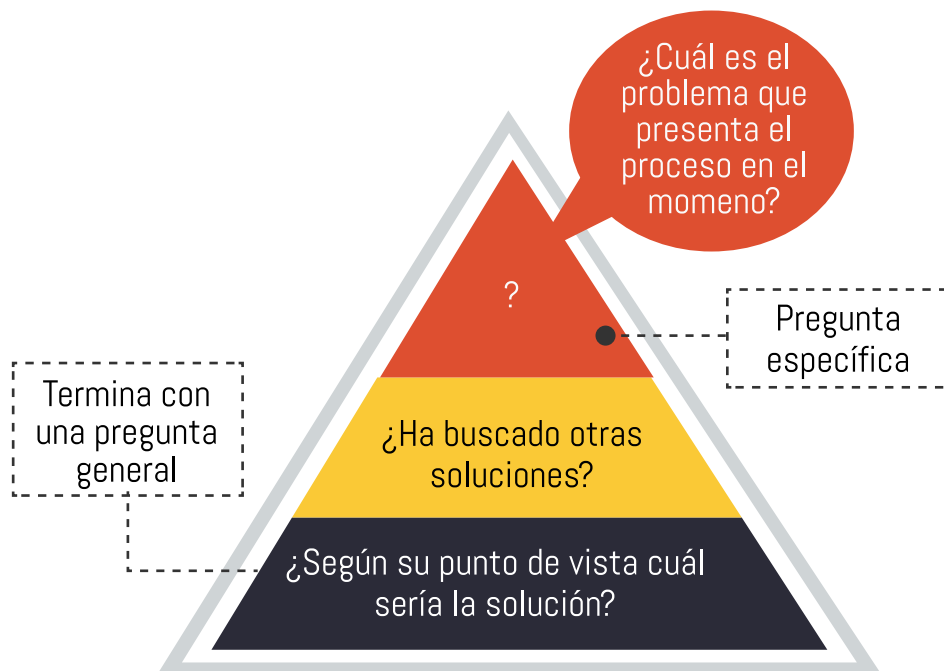 ¿Cuál es el
problema que
presenta el
proceso en el
momeno?
?
Pregunta
específica
Termina con
una pregunta
general
¿Ha buscado otras
soluciones?
¿Según su punto de vista cuál
sería la solución?